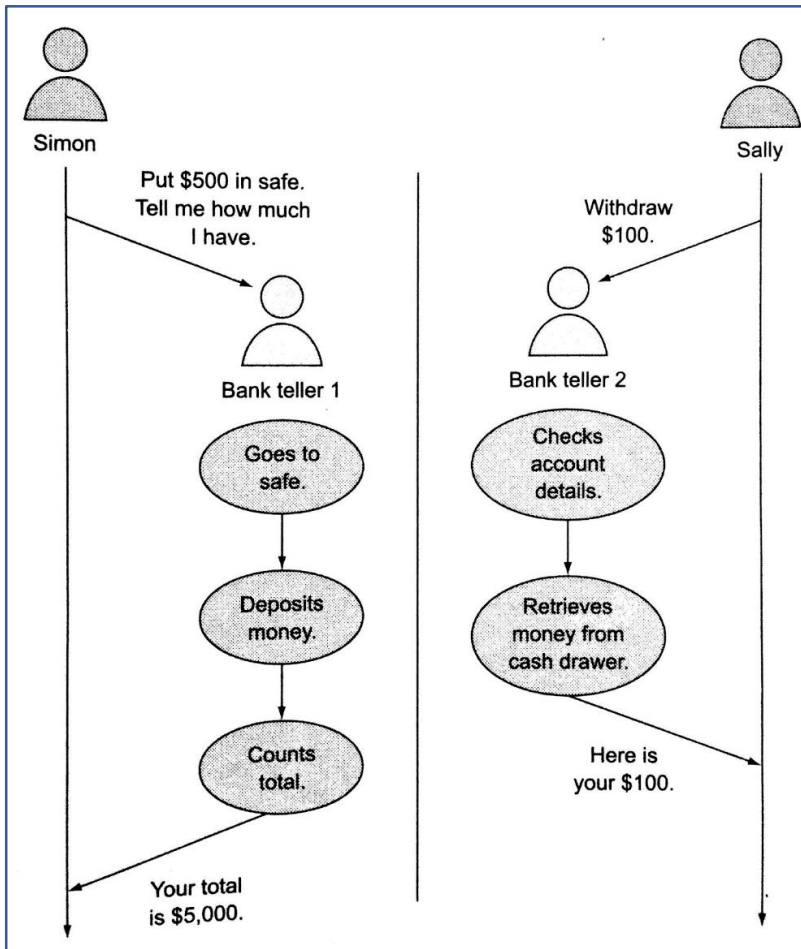 Simon
Put $500 in safe.
Tell me how much
I have.
Bank teller 1
Goes to
safe.
Deposits
money.
Counts
total.
Your total
is $5,000.
Sally
Withdraw
$100.
Bank teller 2
Checks
account
details.
Retrieves
money from
cash drawer.
Here is
your $100.